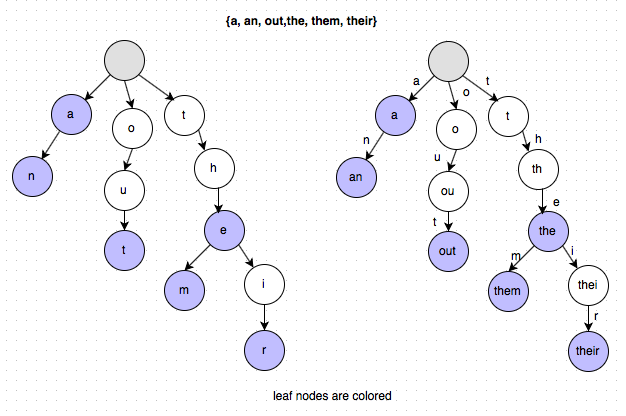 {a, an, out,the, them, their}
a
o
t
n
u
h
t
e
m
i
r
a
o
t
a
o
t
n
u
h
an
ou
th
t
e
out
the
m
i
them
thei
r
their
leaf nodes are colored